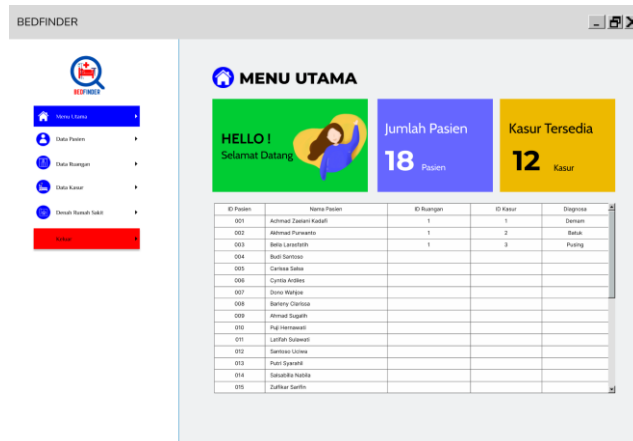 BEDFINDER
BEDFINDER
Menu Utama
Data Pasien
Data Ruangan
Data Kasur
Denah Rumah Sakit
Keluar
MENU UTAMA
HELLO !
Selamat Datang
Jumlah Pasien
18 Pasien
Kasur Tersedia
12 Kasur
ID Pasien Nama Pasien ID Ruangan ID Kasur Diagnosa
001 Achmad Zaelani Kadafi 1 1 Demam
002 Akhmad Purwanto 1 2 Batuk
003 Bella Larasfatih 1 3 Pusing
004 Budi Santoso
005 Carissa Salsa
006 Cyntia Ardiles
007 Dono Wahjoe
008 Barleny Clarissa
009 Ahmad Sugalih
010 Puji Hernawati
011 Latifah Sulawati
012 Santoso Uciwa
013 Putri Syarahil
014 Salsabilla Nabila
015 Zulfikar Sarifin